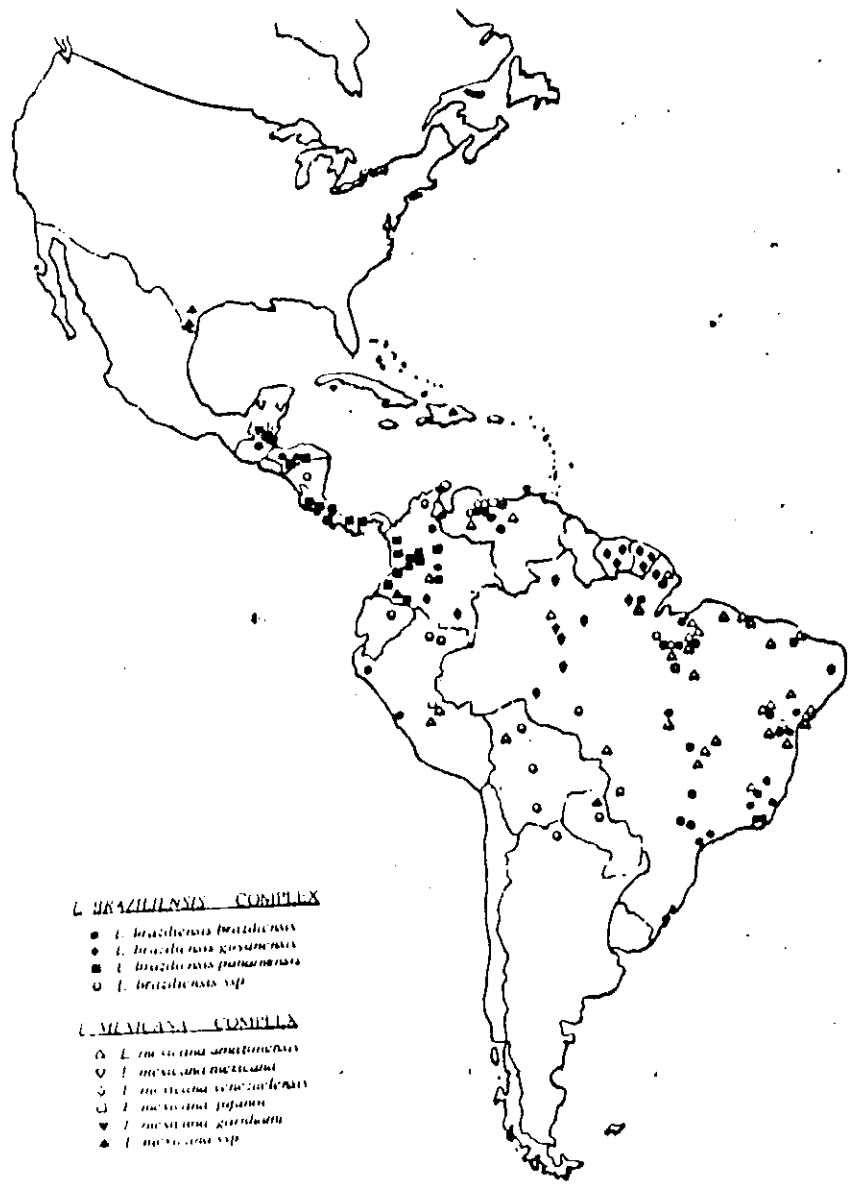 L. BRAZILIENSIS COMPLEX
● L. braziliensis braziliensis
♦ L. braziliensis guyanensis
■ L. braziliensis panamensis
○ L. braziliensis ssp
L. MEXICANA COMPLEX
△ L. mexicana amazonensis
▽ L. mexicana mexicana
◇ L. mexicana venezuelensis
□ L. mexicana pifanoi
▼ L. mexicana garnhami
▲ L. mexicana ssp